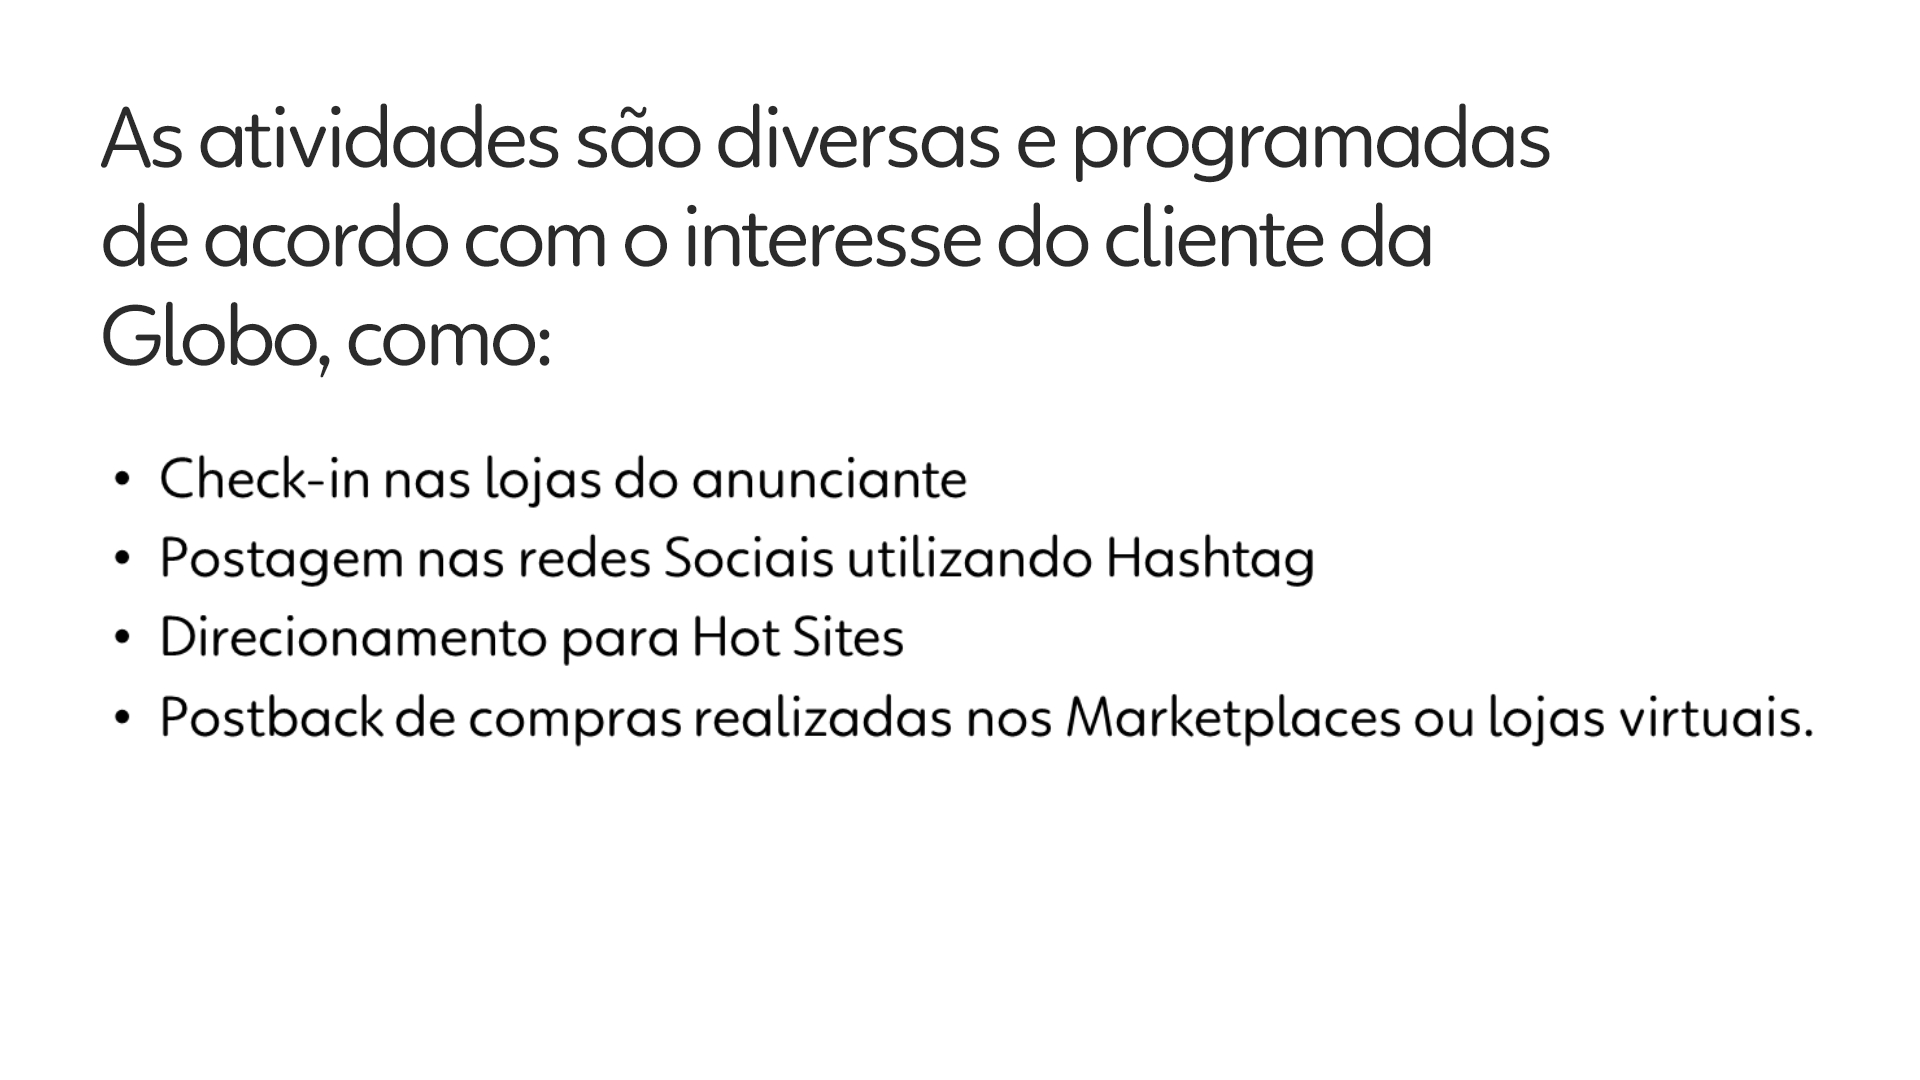 As atividades são diversas e programadas
de acordo com o interesse do cliente da
Globo, como:
• Check-in nas lojas do anunciante
• Postagem nas redes Sociais utilizando Hashtag
• Direcionamento para Hot Sites
• Postback de compras realizadas nos Marketplaces ou lojas virtuais.